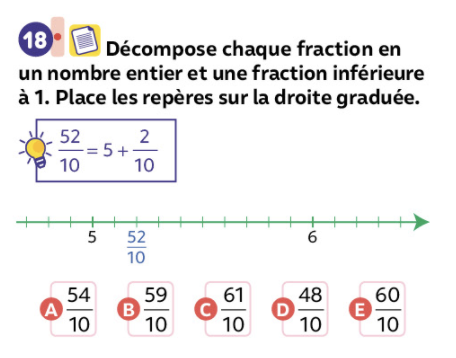 18 Décompose chaque fraction en
un nombre entier et une fraction inférieure
à 1. Place les repères sur la droite graduée.
52/10 = 5 + 2/10
5 52/10 6
A 54/10 B 59/10 C 61/10 D 48/10 E 60/10